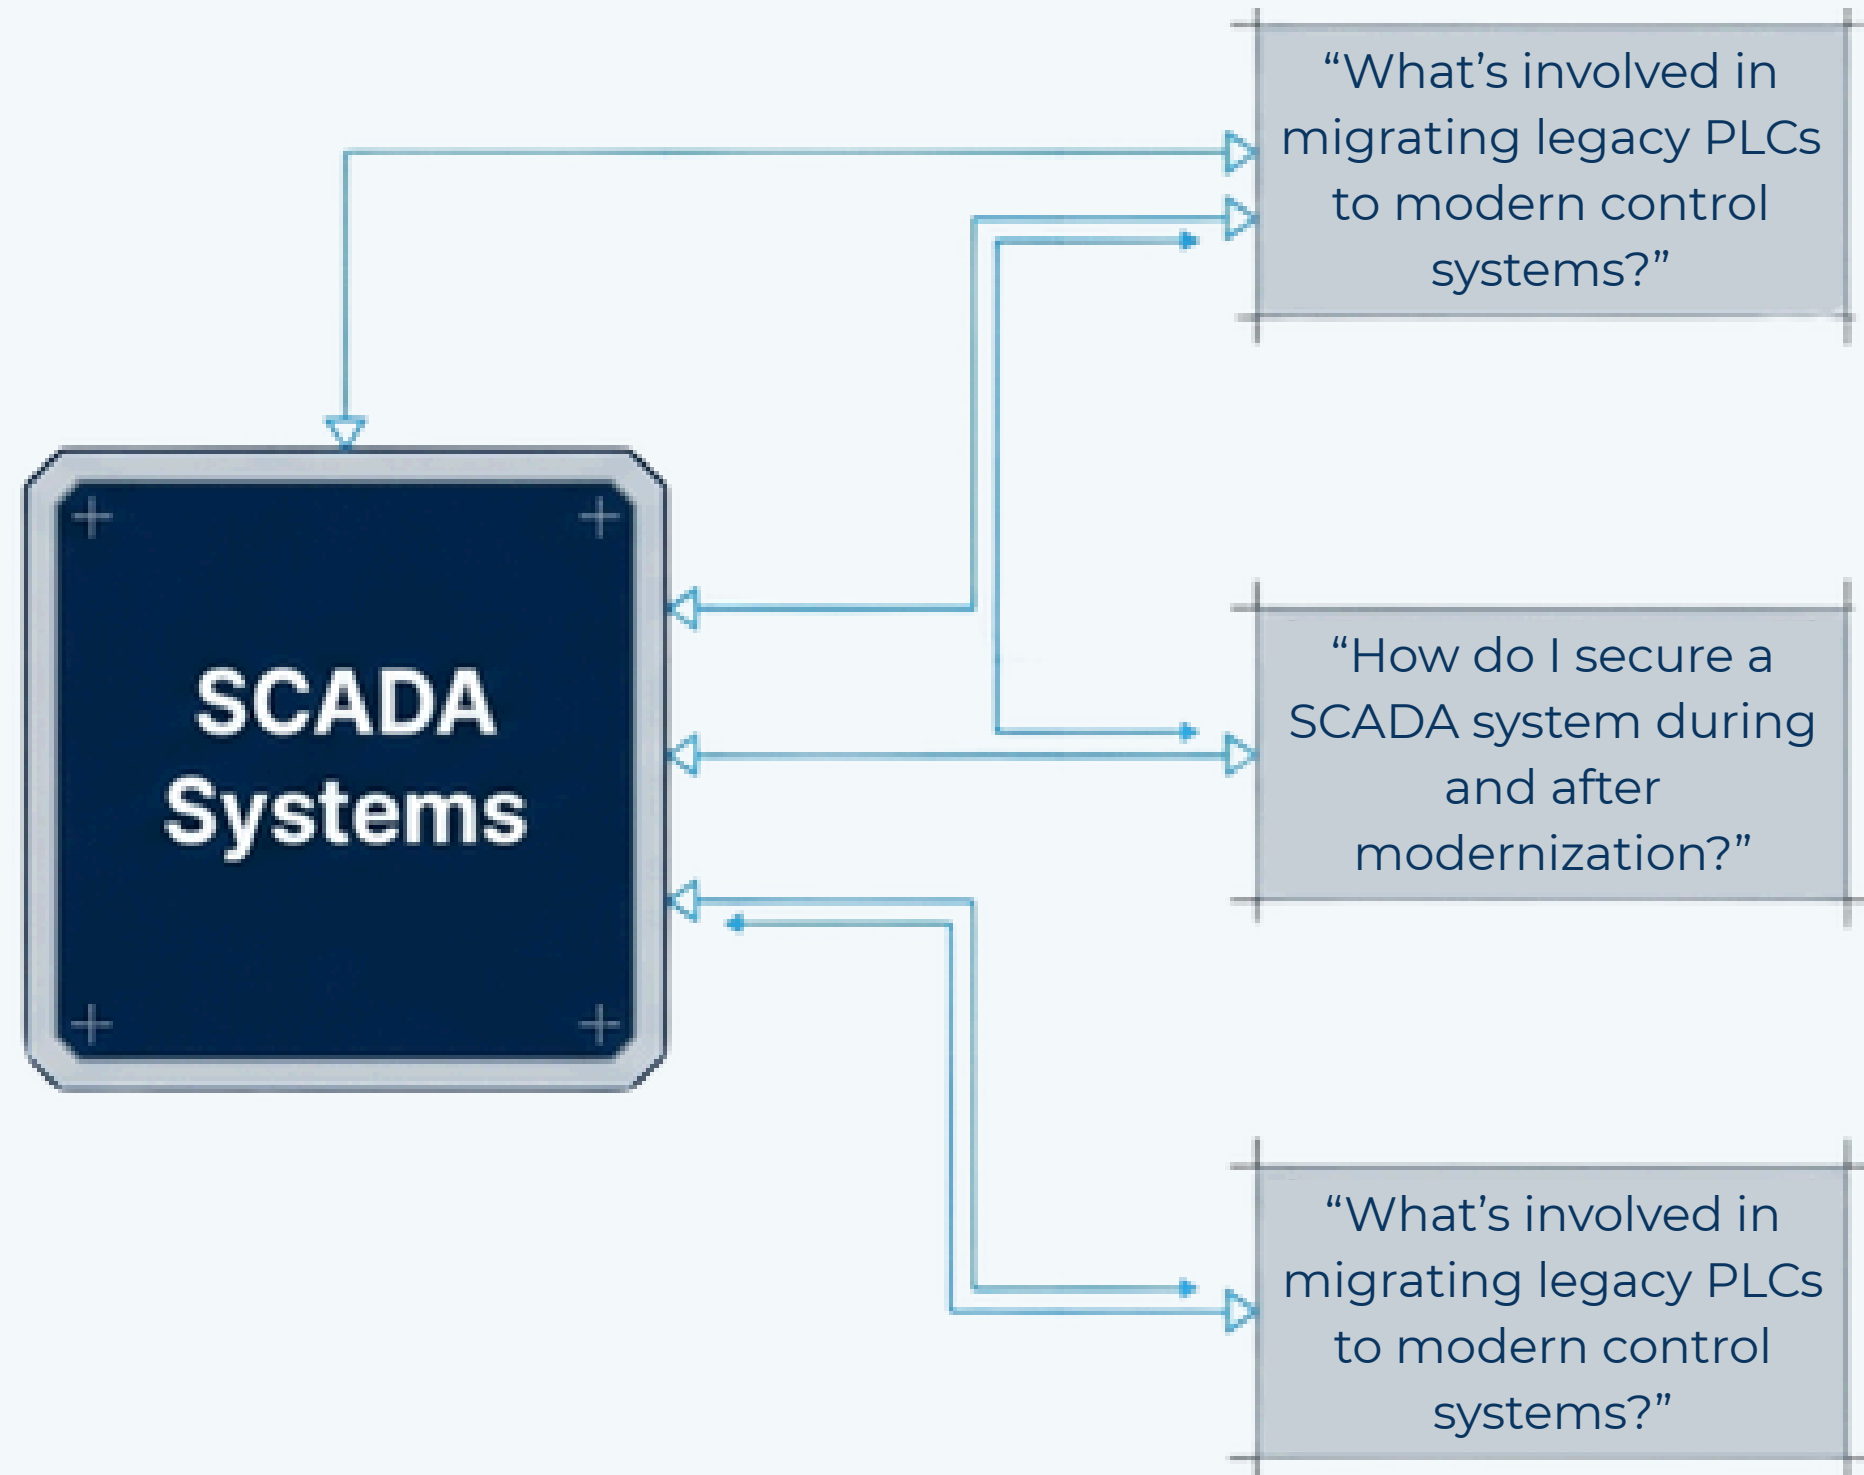 “What’s involved in
migrating legacy PLCs
to modern control
systems?”
SCADA
Systems
“How do I secure a
SCADA system during
and after
modernization?”
“What’s involved in
migrating legacy PLCs
to modern control
systems?”